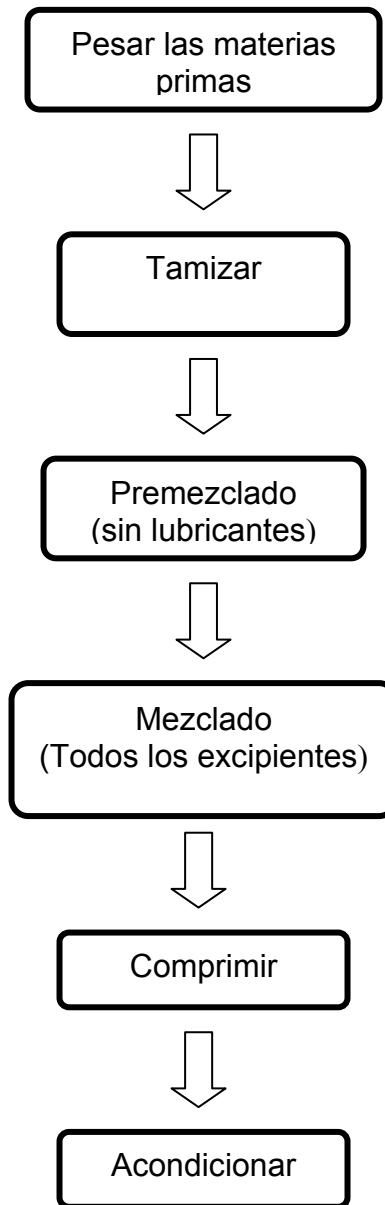 Pesar las materias
primas
Tamizar
Premezclado
(sin lubricantes)
Mezclado
(Todos los excipientes)
Comprimir
Acondicionar